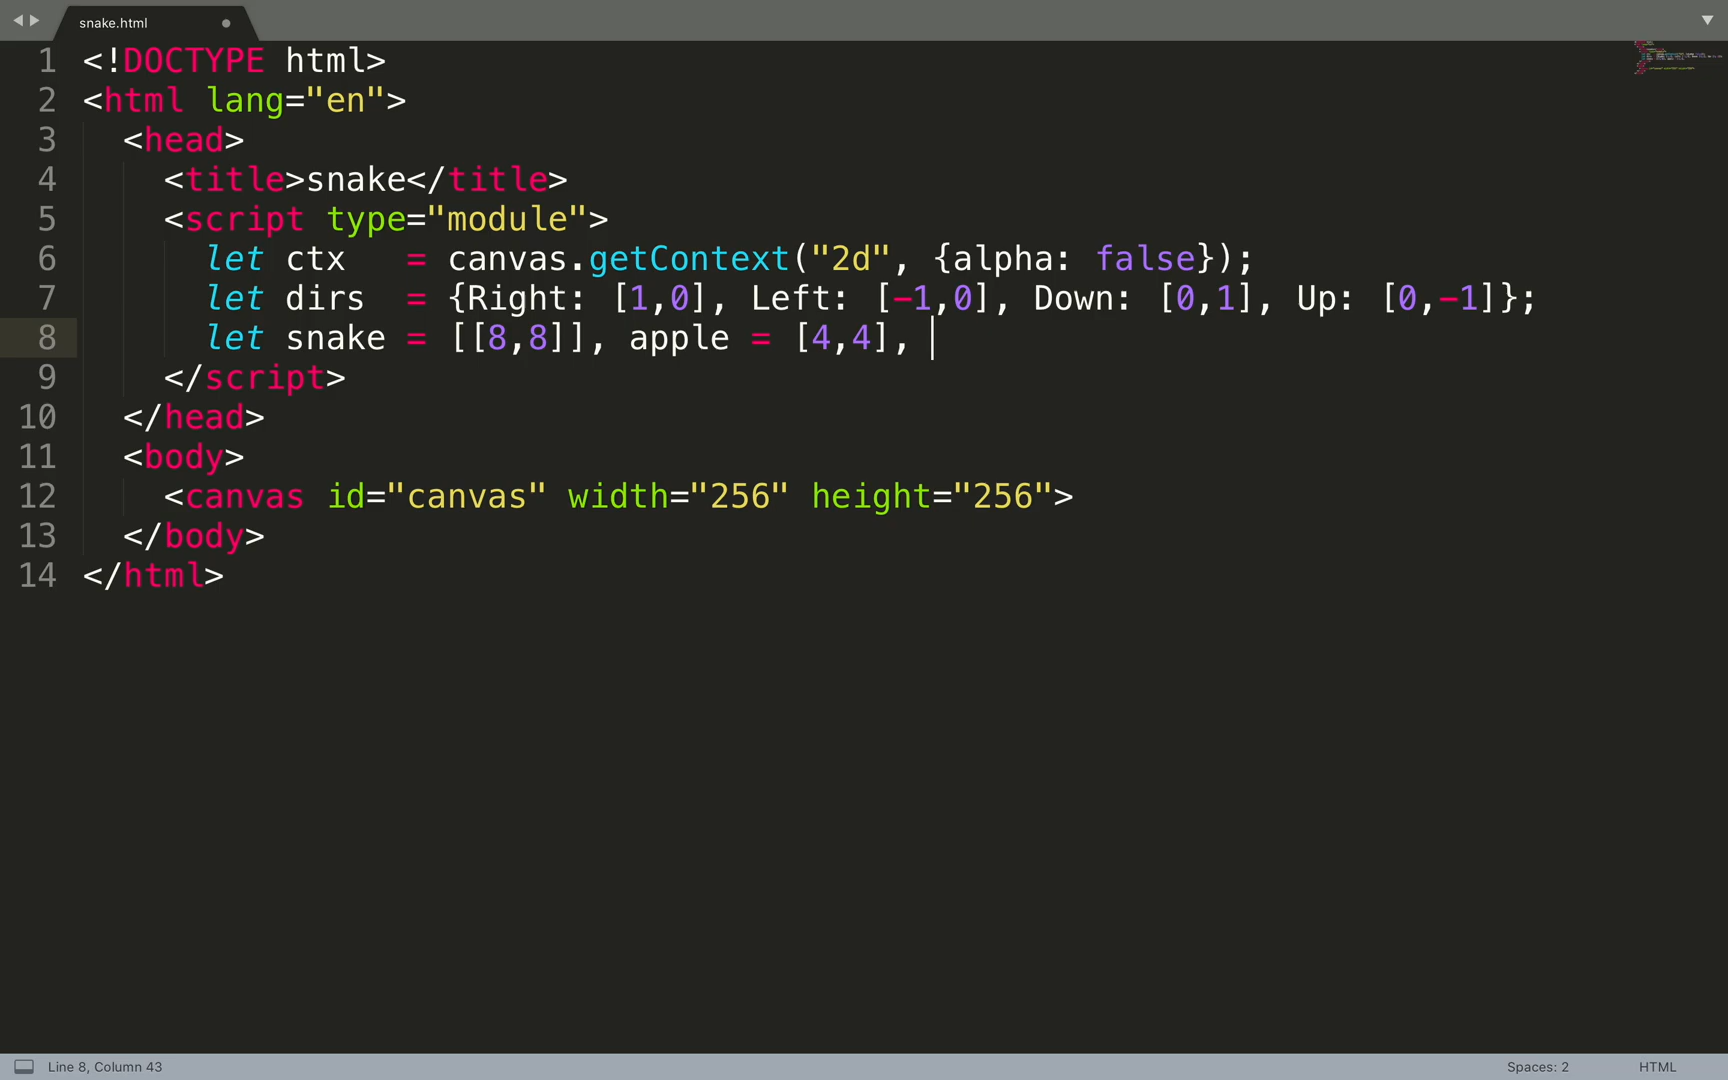 snake.html
1 <!DOCTYPE html>
2 <html lang="en">
3 <head>
4 <title>snake</title>
5 <script type="module">
6 let ctx   = canvas.getContext("2d", {alpha: false});
7 let dirs  = {Right: [1,0], Left: [-1,0], Down: [0,1], Up: [0,-1]};
8 let snake = [[8,8]], apple = [4,4],
9 </script>
10 </head>
11 <body>
12 <canvas id="canvas" width="256" height="256">
13 </body>
14 </html>
Line 8, Column 43 Spaces: 2 HTML